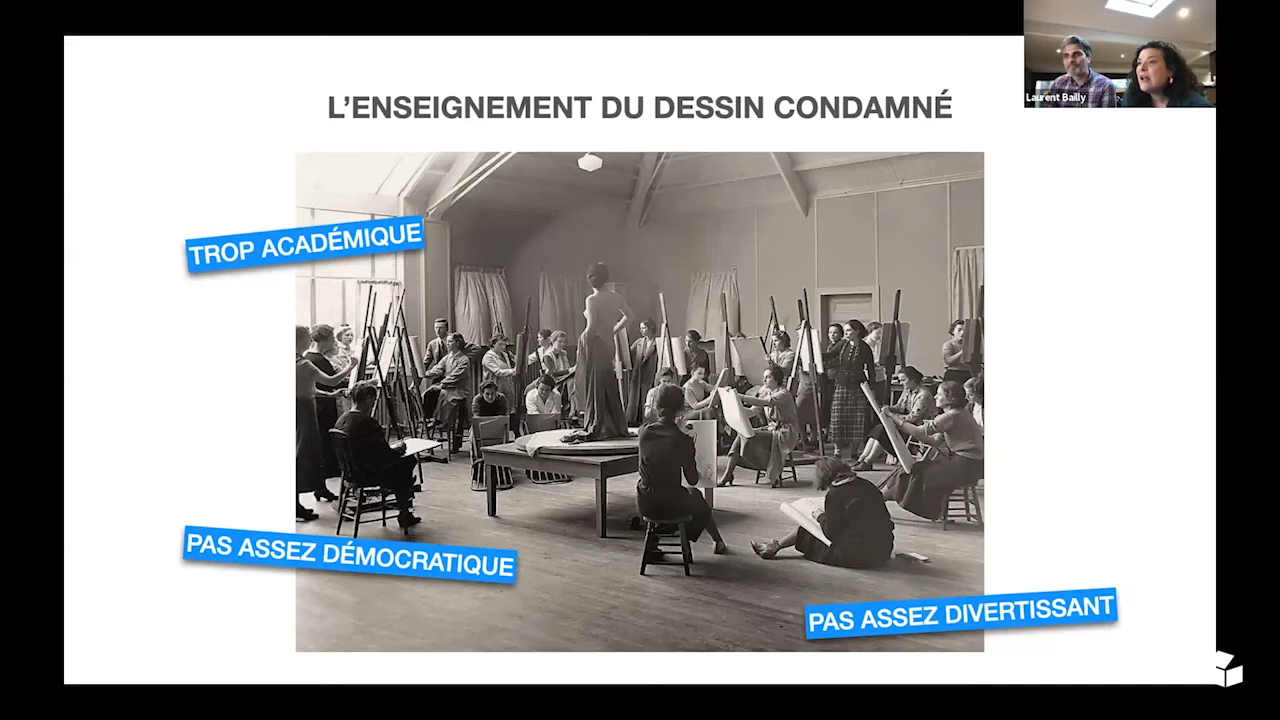 Laurent Bailly
L’ENSEIGNEMENT DU DESSIN CONDAMNÉ
TROP ACADÉMIQUE
PAS ASSEZ DÉMOCRATIQUE
PAS ASSEZ DIVERTISSANT